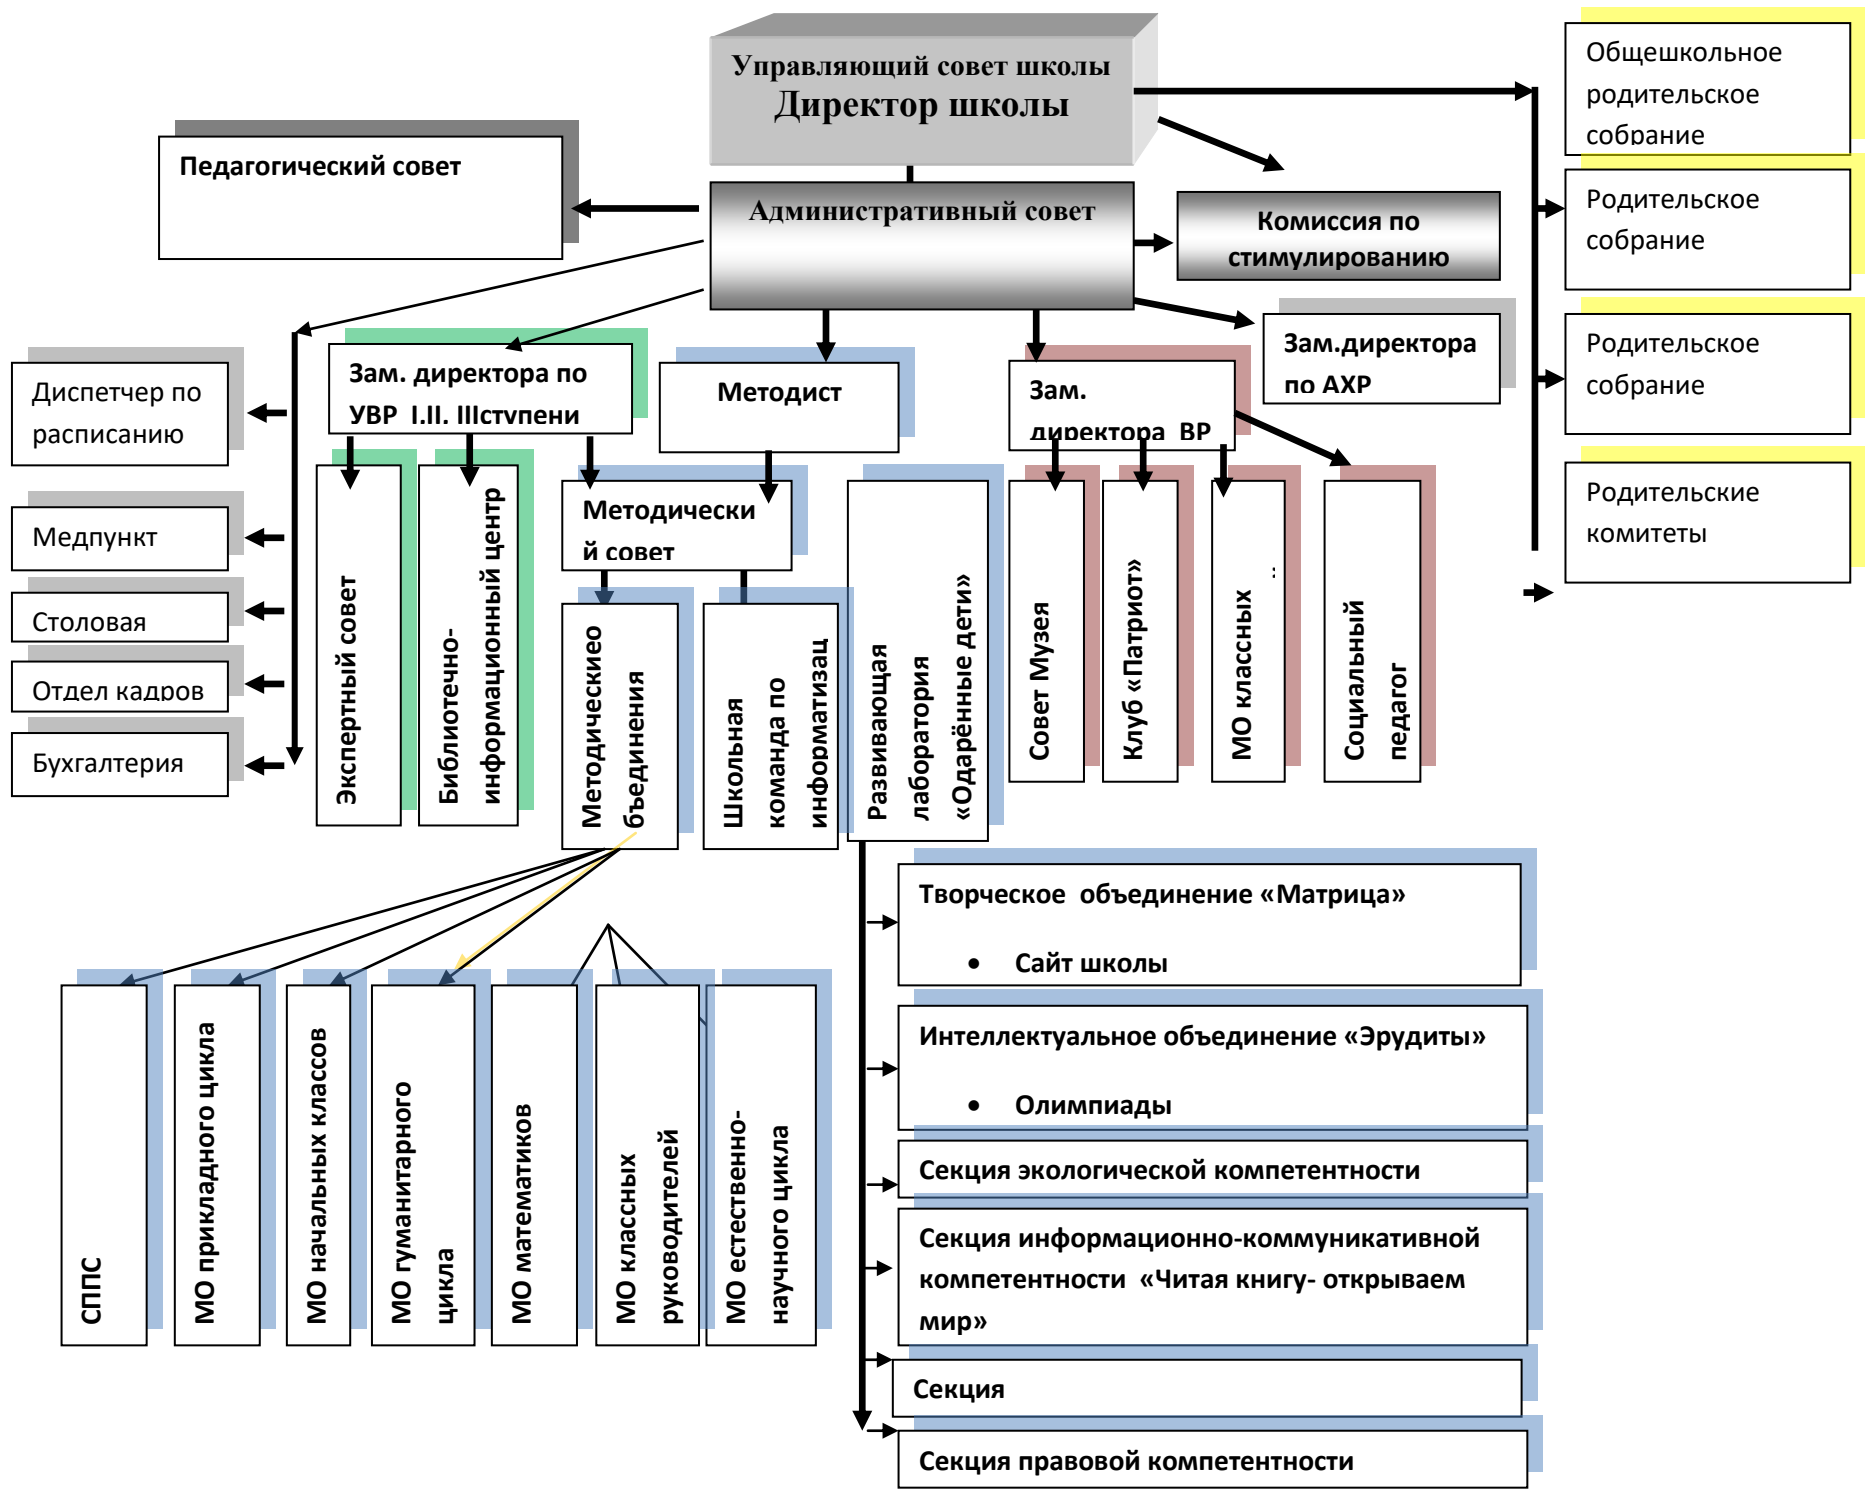 Управляющий совет школы
Директор школы
Общешкольное
родительское
собрание
Педагогический совет
Административный совет
Комиссия по
стимулированию
Родительское
собрание
Зам.директора
по АХР
Родительское
собрание
Диспетчер по
расписанию
Зам. директора по
УВР I.II. IIIступени
Методист
Зам.
директора ВР
Родительские
комитеты
Медпункт
Столовая
Отдел кадров
Бухгалтерия
Экспертный совет
Библиотечно-
информационный центр
Методически
й совет
Методическиео
бъединения
Школьная
команда по
информатизац
Развивающая
лаборатория
«Одарённые дети»
Совет Музея
Клуб «Патриот»
МО классных
Социальный
педагог
Творческое объединение «Матрица»
• Сайт школы
Интеллектуальное объединение «Эрудиты»
• Олимпиады
Секция экологической компетентности
Секция информационно-коммуникативной
компетентности «Читая книгу- открываем
мир»
Секция
Секция правовой компетентности
СППС
МО прикладного цикла
МО начальных классов
МО гуманитарного
цикла
МО математиков
МО классных
руководителей
МО естественно-
научного цикла